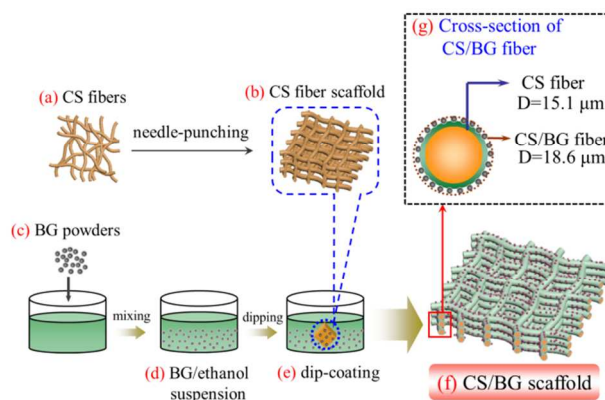 (g) Cross-section of
CS/BG fiber
CS fiber
D=15.1 μm
CS/BG fiber
D=18.6 μm
(a) CS fibers
needle-punching
(b) CS fiber scaffold
(c) BG powders
mixing
(d) BG/ethanol
suspension
dipping
(e) dip-coating
(f) CS/BG scaffold